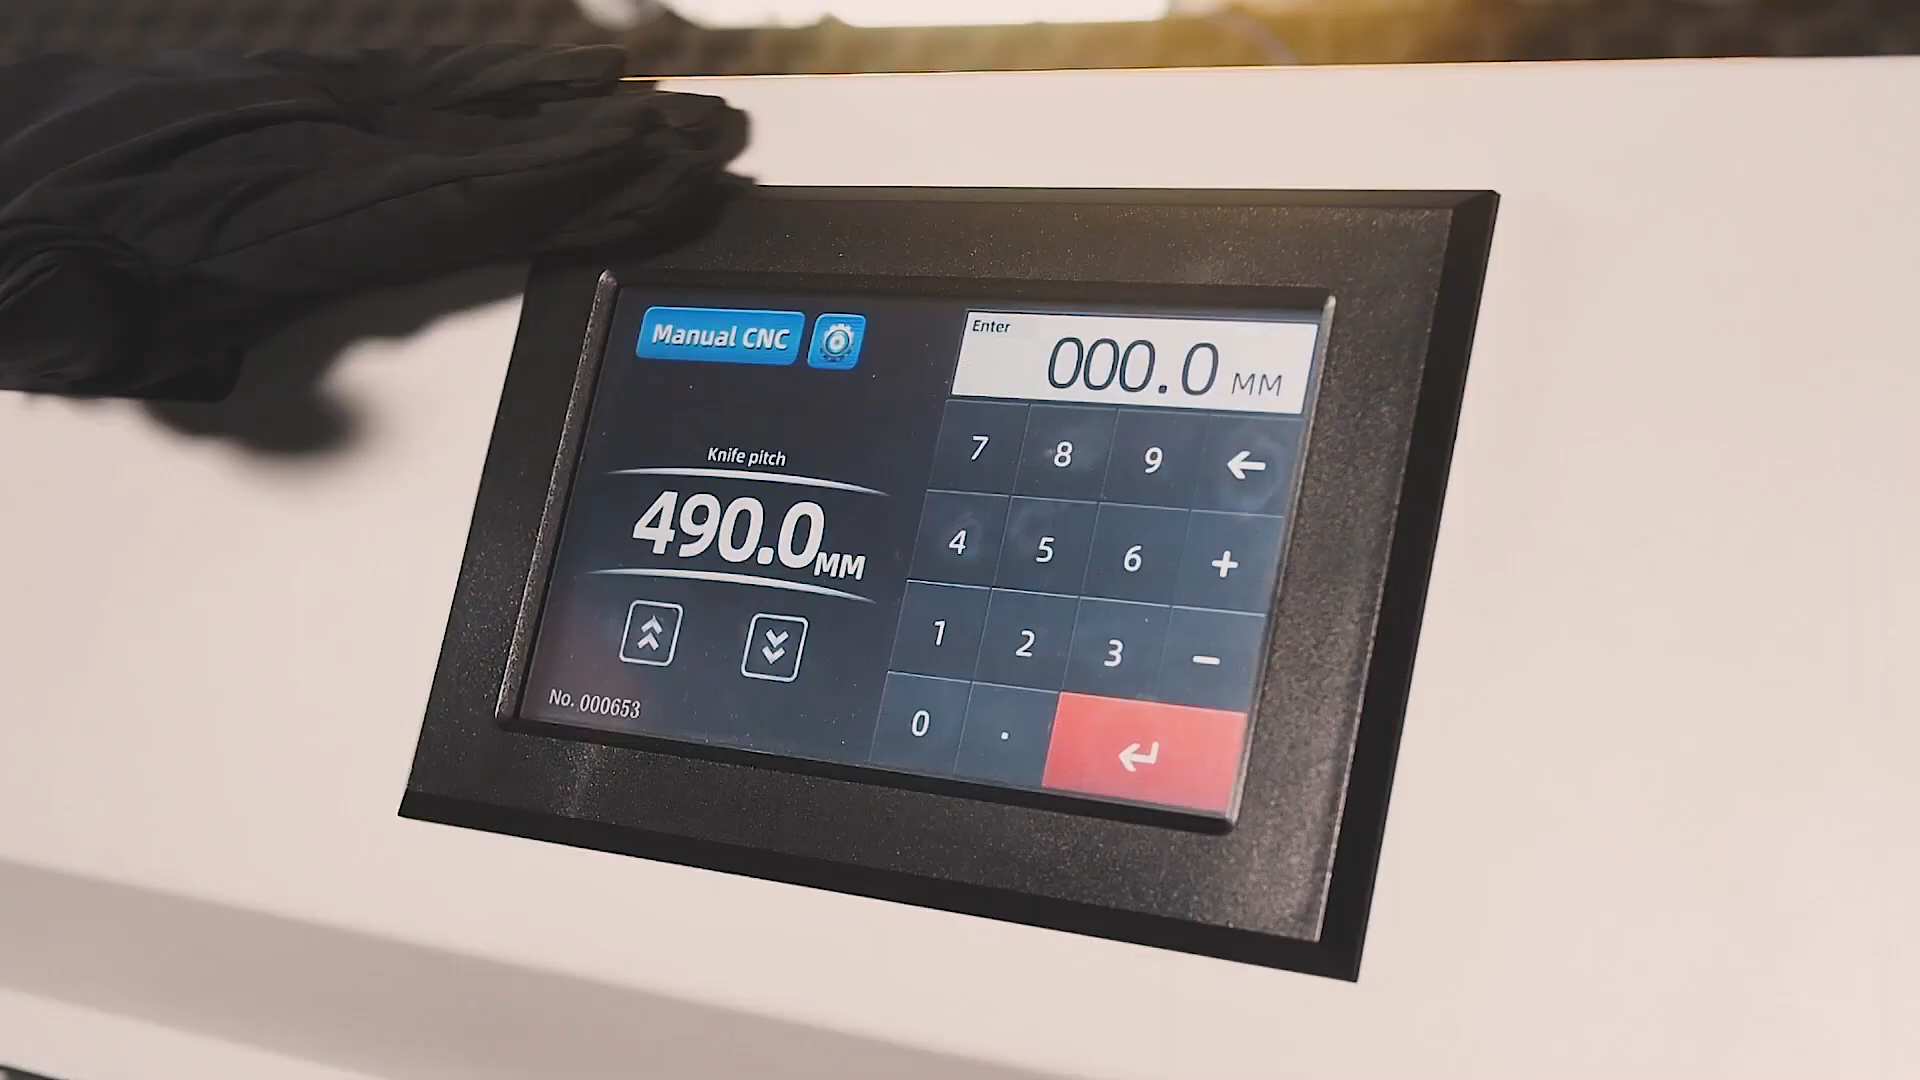 Manual CNC
Knife pitch
490.0MM
No. 000653
Enter
000.0 MM
7 8 9 ←
4 5 6 +
1 2 3 −
0 .